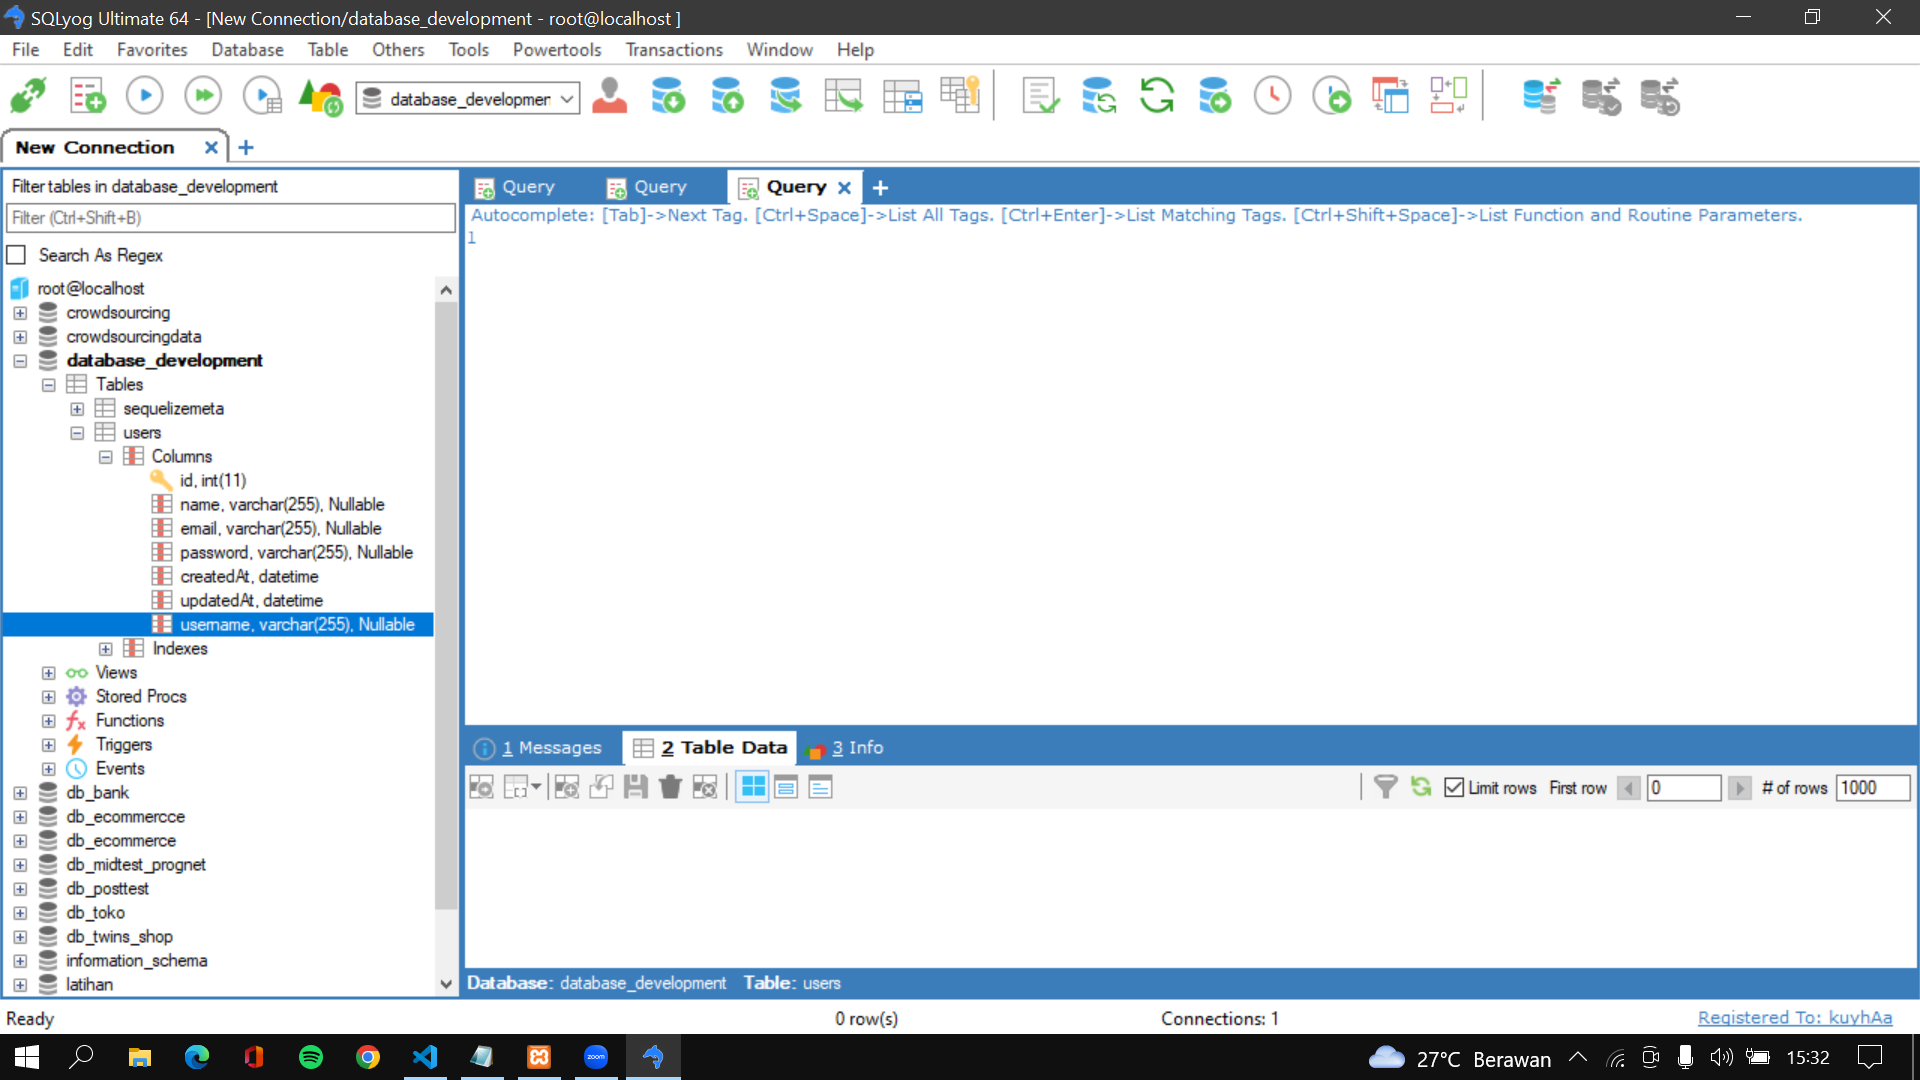 SQLyog Ultimate 64 - [New Connection/database_development - root@localhost ]
File Edit Favorites Database Table Others Tools Powertools Transactions Window Help
database_developmer
New Connection
Filter tables in database_development
Filter (Ctrl+Shift+B)
Search As Regex
root@localhost
crowdsourcing
crowdsourcingdata
database_development
Tables
sequelizemeta
users
Columns
id, int(11)
name, varchar(255), Nullable
email, varchar(255), Nullable
password, varchar(255), Nullable
createdAt, datetime
updatedAt, datetime
username, varchar(255), Nullable
Indexes
Views
Stored Procs
Functions
Triggers
Events
db_bank
db_ecommercce
db_ecommerce
db_midtest_prognet
db_posttest
db_toko
db_twins_shop
information_schema
latihan
Query Query Query
Autocomplete: [Tab]->Next Tag. [Ctrl+Space]->List All Tags. [Ctrl+Enter]->List Matching Tags. [Ctrl+Shift+Space]->List Function and Routine Parameters.
1
1 Messages 2 Table Data 3 Info
Limit rows First row 0 # of rows 1000
Database: database_development Table: users
Ready 0 row(s) Connections: 1 Registered To: kuyhAa
zoom 27°C Berawan 15:32